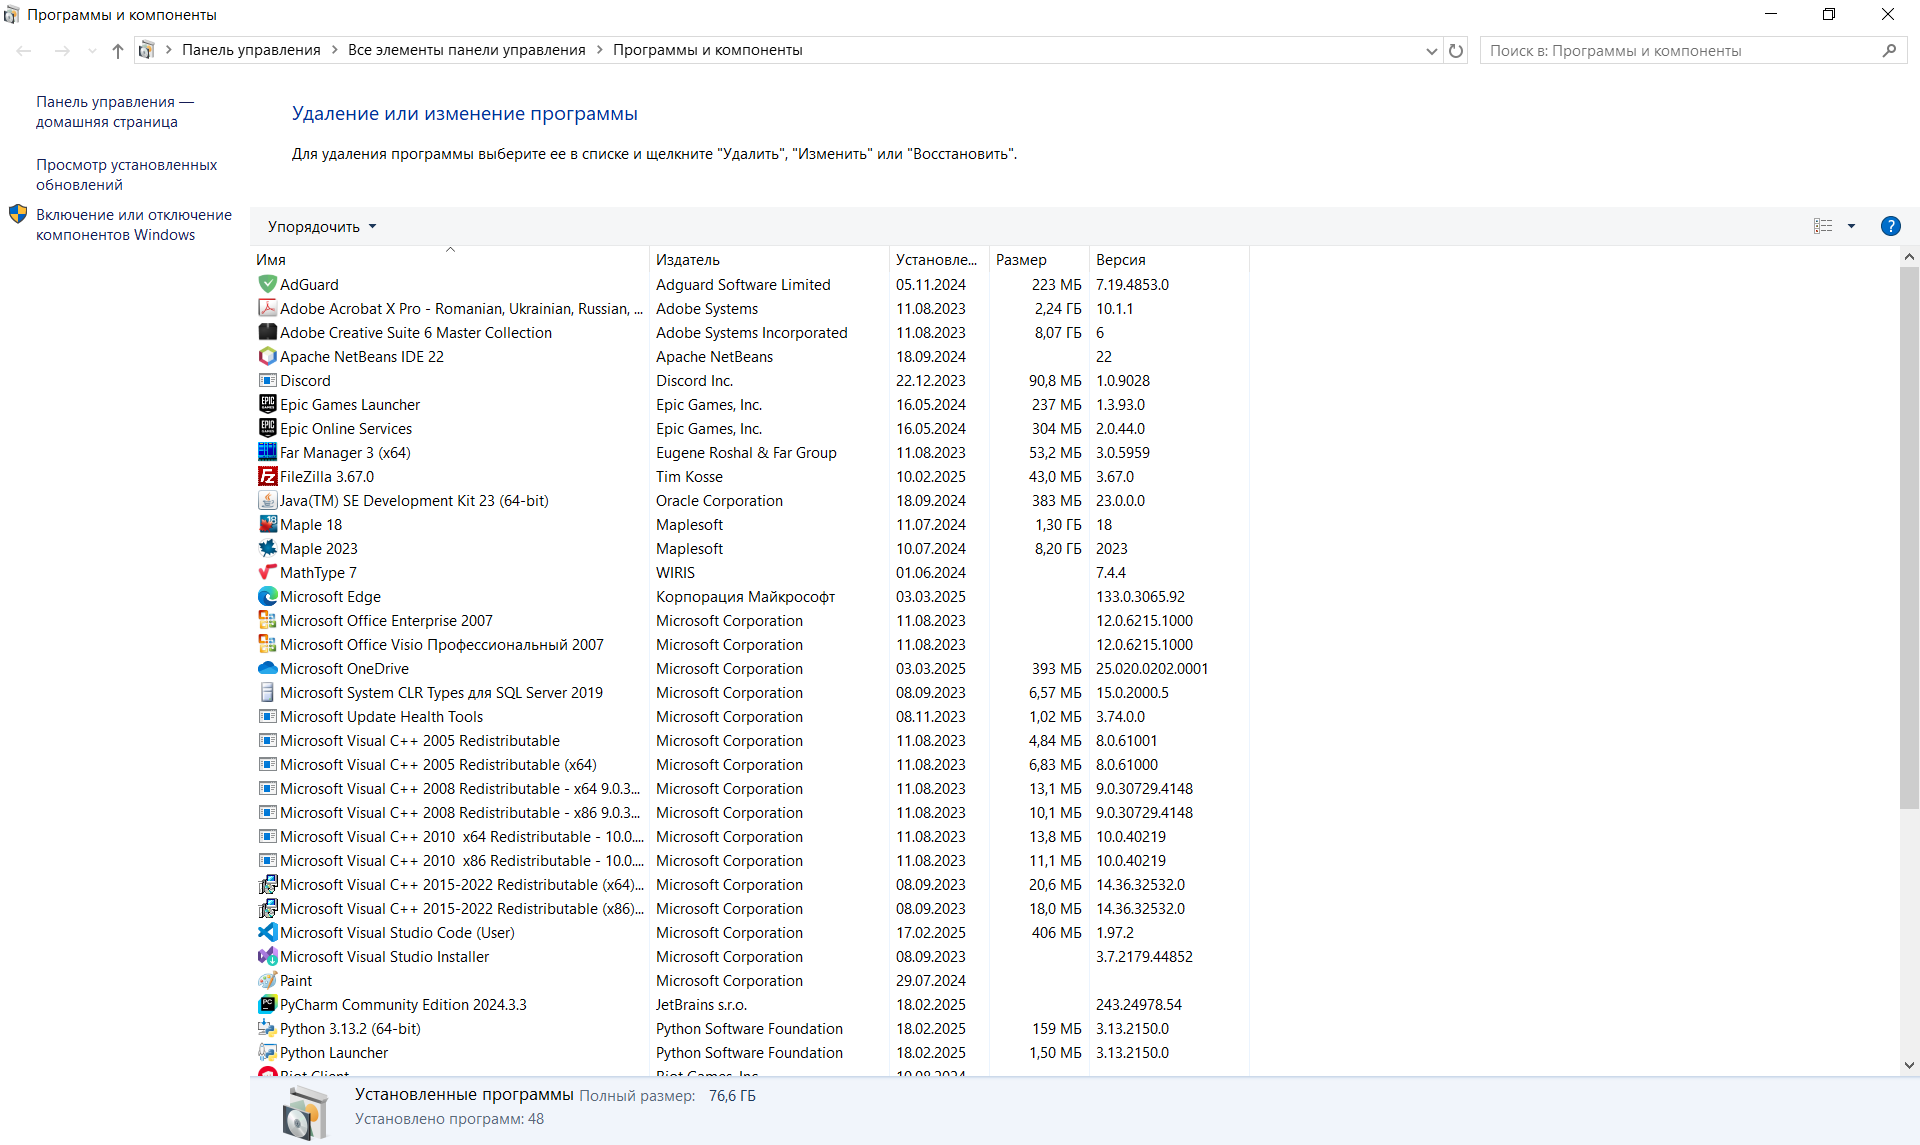 Программы и компоненты
Панель управления > Все элементы панели управления > Программы и компоненты
Поиск в: Программы и компоненты
Панель управления —
домашняя страница
Просмотр установленных
обновлений
Включение или отключение
компонентов Windows
Удаление или изменение программы
Для удаления программы выберите ее в списке и щелкните "Удалить", "Изменить" или "Восстановить".
Упорядочить
Имя Издатель Установле... Размер Версия
AdGuard Adguard Software Limited 05.11.2024 223 МБ 7.19.4853.0
Adobe Acrobat X Pro - Romanian, Ukrainian, Russian, ... Adobe Systems 11.08.2023 2,24 ГБ 10.1.1
Adobe Creative Suite 6 Master Collection Adobe Systems Incorporated 11.08.2023 8,07 ГБ 6
Apache NetBeans IDE 22 Apache NetBeans 18.09.2024 22
Discord Discord Inc. 22.12.2023 90,8 МБ 1.0.9028
Epic Games Launcher Epic Games, Inc. 16.05.2024 237 МБ 1.3.93.0
Epic Online Services Epic Games, Inc. 16.05.2024 304 МБ 2.0.44.0
Far Manager 3 (x64) Eugene Roshal & Far Group 11.08.2023 53,2 МБ 3.0.5959
FileZilla 3.67.0 Tim Kosse 10.02.2025 43,0 МБ 3.67.0
Java(TM) SE Development Kit 23 (64-bit) Oracle Corporation 18.09.2024 383 МБ 23.0.0.0
Maple 18 Maplesoft 11.07.2024 1,30 ГБ 18
Maple 2023 Maplesoft 10.07.2024 8,20 ГБ 2023
MathType 7 WIRIS 01.06.2024 7.4.4
Microsoft Edge Корпорация Майкрософт 03.03.2025 133.0.3065.92
Microsoft Office Enterprise 2007 Microsoft Corporation 11.08.2023 12.0.6215.1000
Microsoft Office Visio Профессиональный 2007 Microsoft Corporation 11.08.2023 12.0.6215.1000
Microsoft OneDrive Microsoft Corporation 03.03.2025 393 МБ 25.020.0202.0001
Microsoft System CLR Types для SQL Server 2019 Microsoft Corporation 08.09.2023 6,57 МБ 15.0.2000.5
Microsoft Update Health Tools Microsoft Corporation 08.11.2023 1,02 МБ 3.74.0.0
Microsoft Visual C++ 2005 Redistributable Microsoft Corporation 11.08.2023 4,84 МБ 8.0.61001
Microsoft Visual C++ 2005 Redistributable (x64) Microsoft Corporation 11.08.2023 6,83 МБ 8.0.61000
Microsoft Visual C++ 2008 Redistributable - x64 9.0.3... Microsoft Corporation 11.08.2023 13,1 МБ 9.0.30729.4148
Microsoft Visual C++ 2008 Redistributable - x86 9.0.3... Microsoft Corporation 11.08.2023 10,1 МБ 9.0.30729.4148
Microsoft Visual C++ 2010 x64 Redistributable - 10.0.... Microsoft Corporation 11.08.2023 13,8 МБ 10.0.40219
Microsoft Visual C++ 2010 x86 Redistributable - 10.0.... Microsoft Corporation 11.08.2023 11,1 МБ 10.0.40219
Microsoft Visual C++ 2015-2022 Redistributable (x64)... Microsoft Corporation 08.09.2023 20,6 МБ 14.36.32532.0
Microsoft Visual C++ 2015-2022 Redistributable (x86)... Microsoft Corporation 08.09.2023 18,0 МБ 14.36.32532.0
Microsoft Visual Studio Code (User) Microsoft Corporation 17.02.2025 406 МБ 1.97.2
Microsoft Visual Studio Installer Microsoft Corporation 08.09.2023 3.7.2179.44852
Paint Microsoft Corporation 29.07.2024
PyCharm Community Edition 2024.3.3 JetBrains s.r.o. 18.02.2025 243.24978.54
Python 3.13.2 (64-bit) Python Software Foundation 18.02.2025 159 МБ 3.13.2150.0
Python Launcher Python Software Foundation 18.02.2025 1,50 МБ 3.13.2150.0
Riot Client Riot Games, Inc. 10.08.2024
Установленные программы Полный размер: 76,6 ГБ
Установлено программ: 48